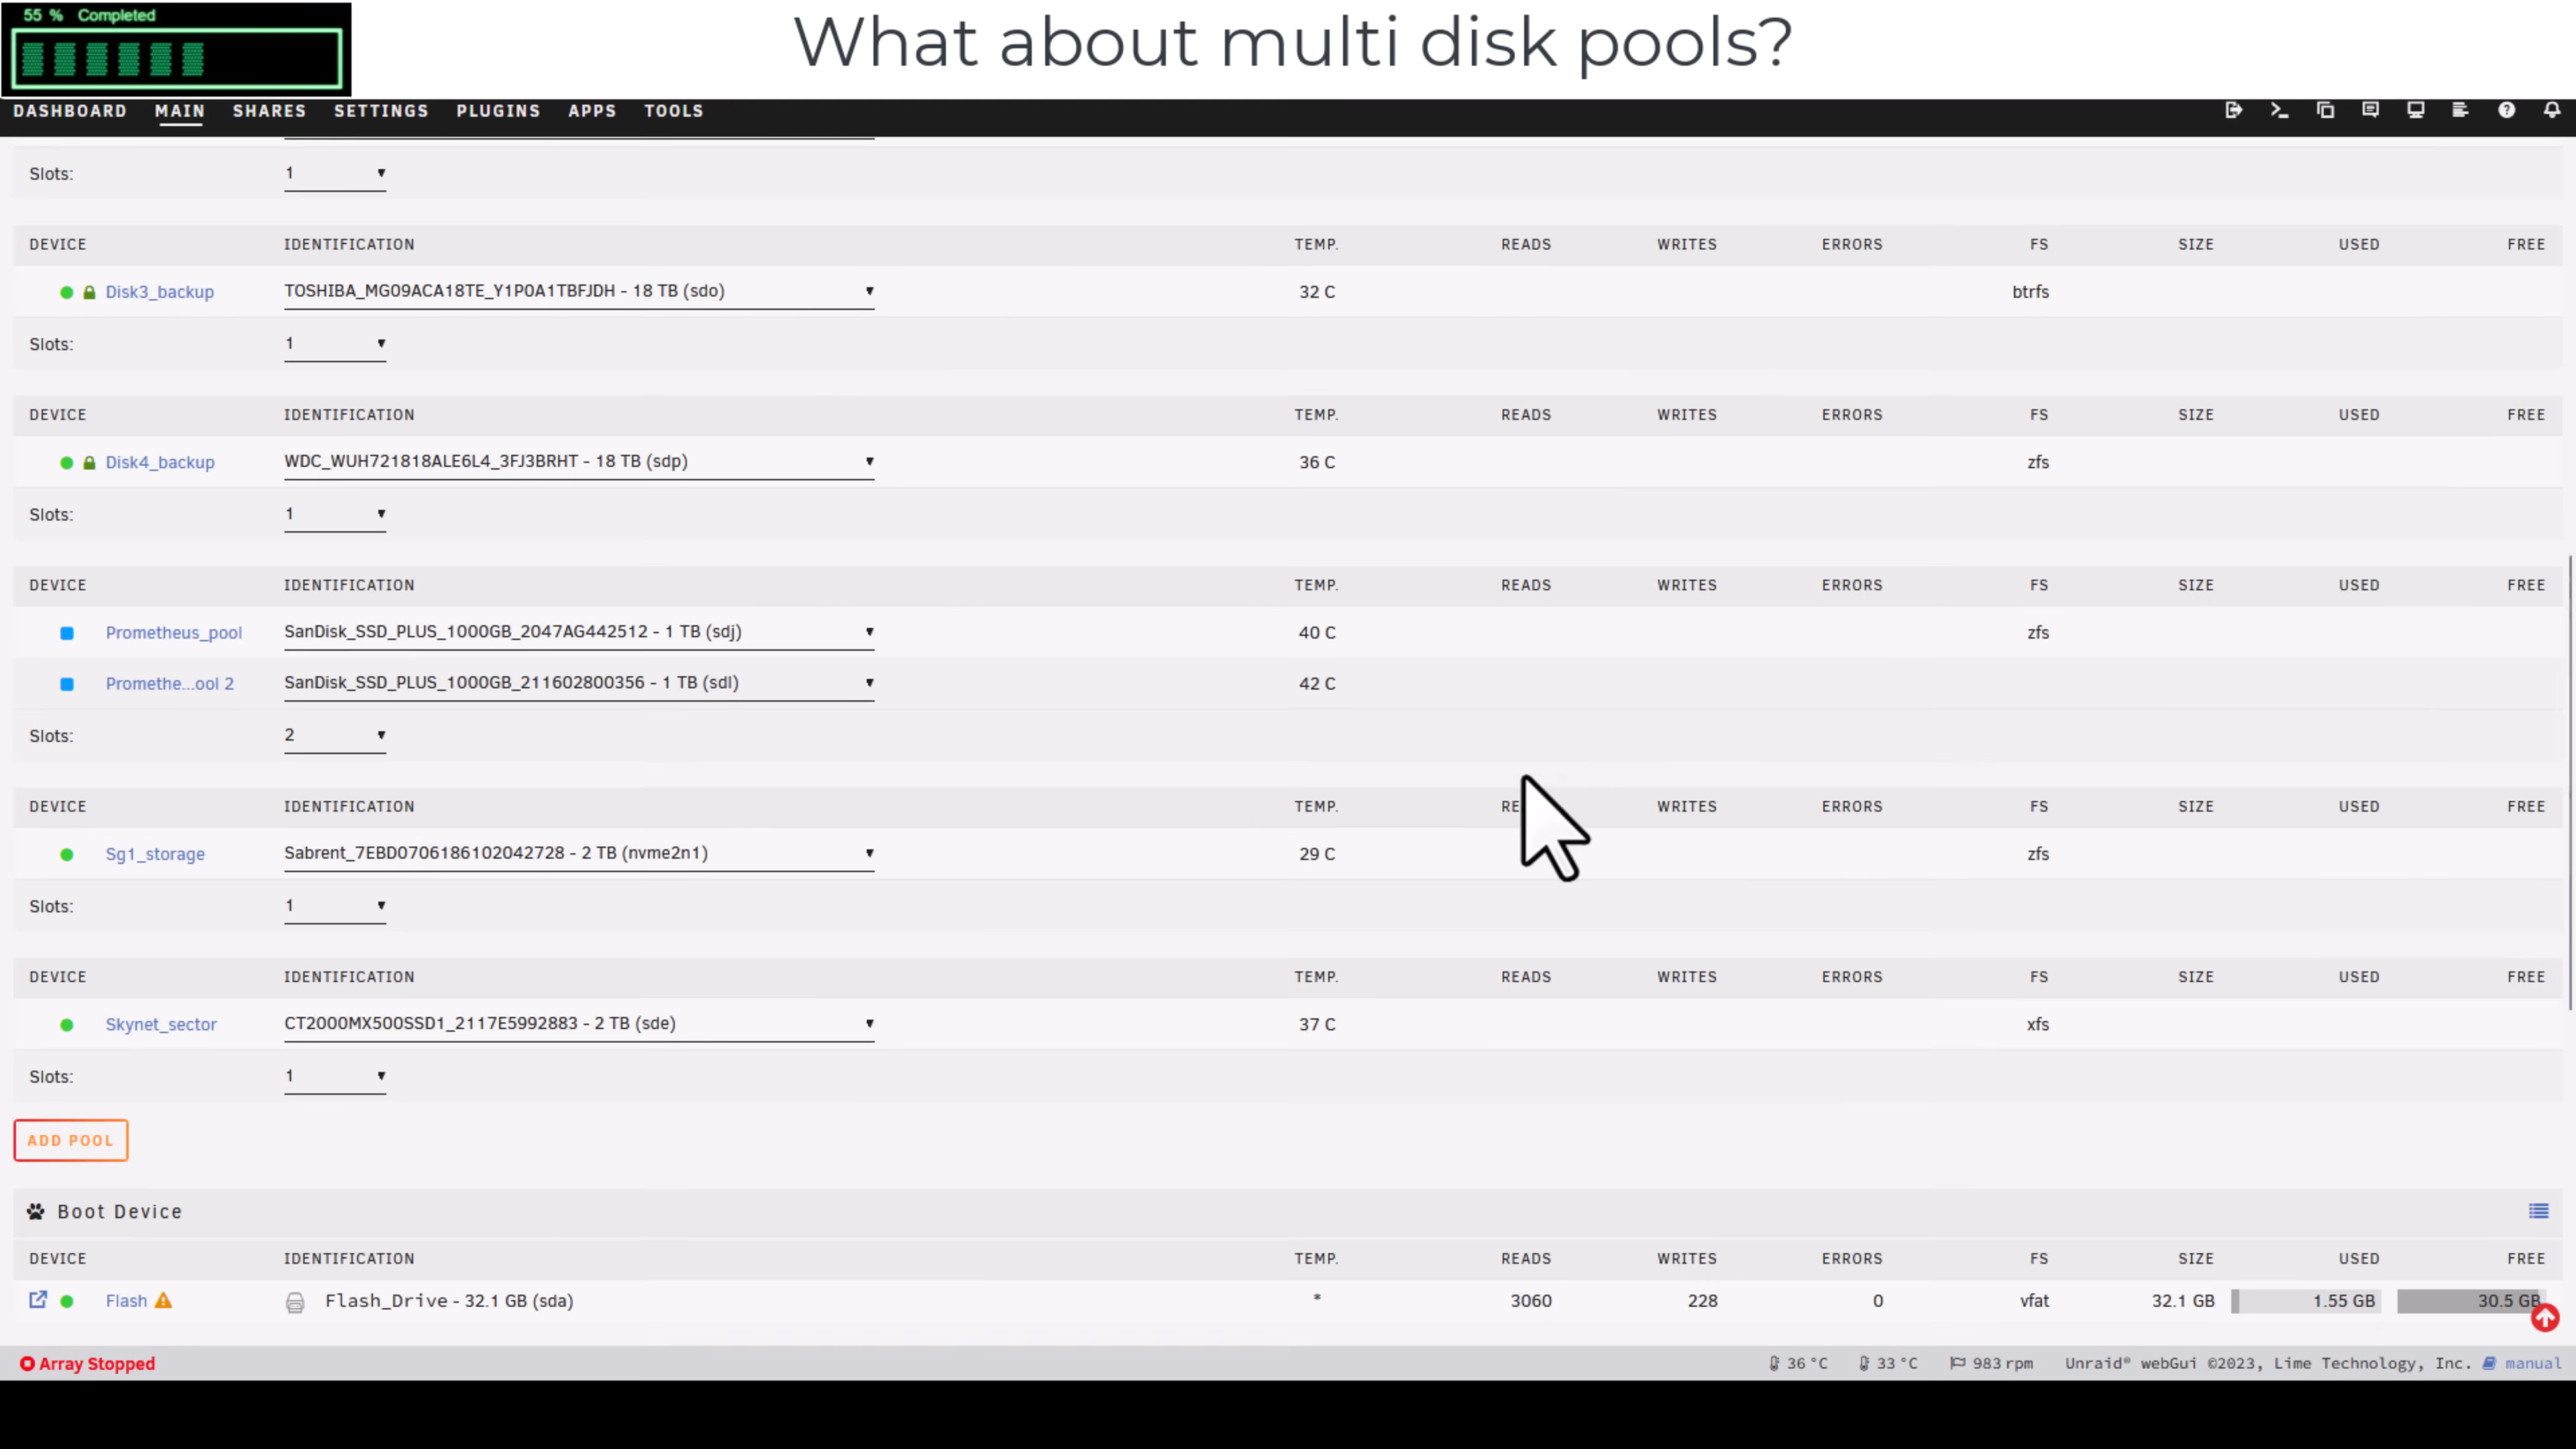 55 % Completed
What about multi disk pools?
DASHBOARD MAIN SHARES SETTINGS PLUGINS APPS TOOLS
Slots: 1
DEVICE IDENTIFICATION TEMP. READS WRITES ERRORS FS SIZE USED FREE
Disk3_backup TOSHIBA_MG09ACA18TE_Y1P0A1TBFJDH - 18 TB (sdo) 32 C btrfs
Slots: 1
DEVICE IDENTIFICATION TEMP. READS WRITES ERRORS FS SIZE USED FREE
Disk4_backup WDC_WUH721818ALE6L4_3FJ3BRHT - 18 TB (sdp) 36 C zfs
Slots: 1
DEVICE IDENTIFICATION TEMP. READS WRITES ERRORS FS SIZE USED FREE
Prometheus_pool SanDisk_SSD_PLUS_1000GB_2047AG442512 - 1 TB (sdj) 40 C zfs
Promethe...ool 2 SanDisk_SSD_PLUS_1000GB_211602800356 - 1 TB (sdl) 42 C
Slots: 2
DEVICE IDENTIFICATION TEMP. RE WRITES ERRORS FS SIZE USED FREE
Sg1_storage Sabrent_7EBD0706186102042728 - 2 TB (nvme2n1) 29 C zfs
Slots: 1
DEVICE IDENTIFICATION TEMP. READS WRITES ERRORS FS SIZE USED FREE
Skynet_sector CT2000MX500SSD1_2117E5992883 - 2 TB (sde) 37 C xfs
Slots: 1
ADD POOL
Boot Device
DEVICE IDENTIFICATION TEMP. READS WRITES ERRORS FS SIZE USED FREE
Flash Flash_Drive - 32.1 GB (sda) * 3060 228 0 vfat 32.1 GB 1.55 GB 30.5 GB
Array Stopped 36 °C 33 °C 983 rpm Unraid® webGui ©2023, Lime Technology, Inc. manual